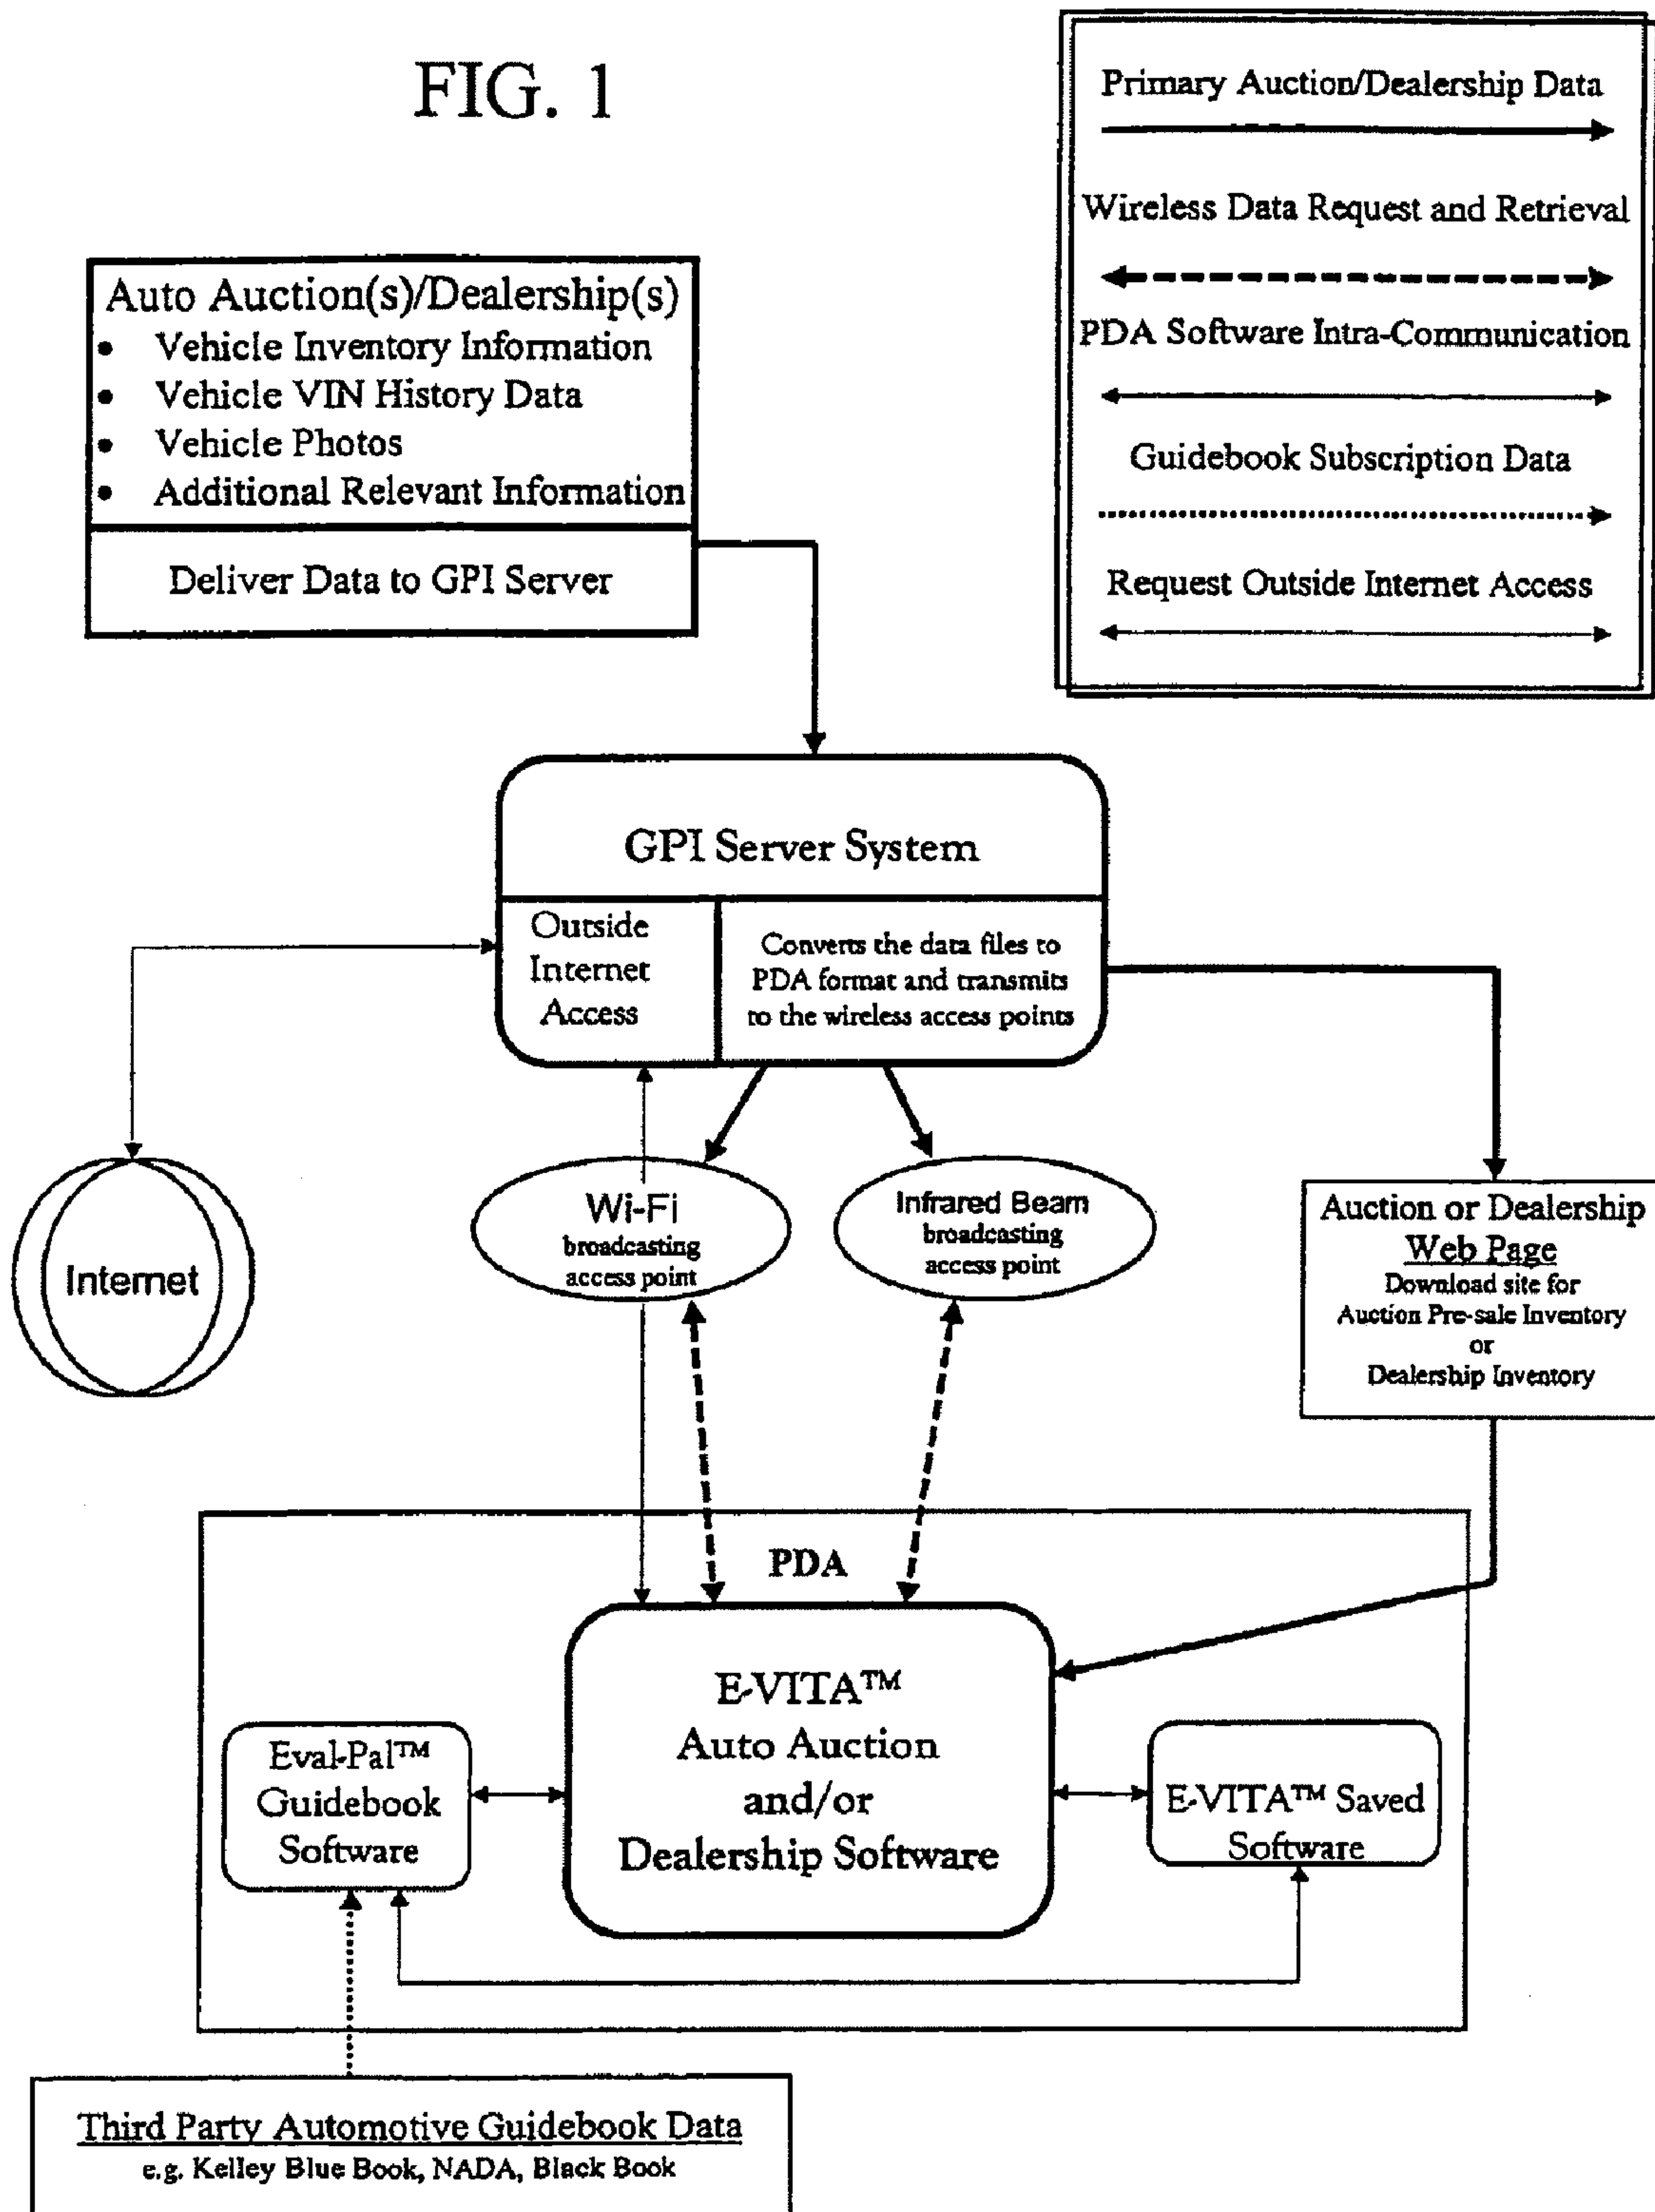 FIG. 1
Primary Auction/Dealership Data
Wireless Data Request and Retrieval
PDA Software Intra-Communication
Guidebook Subscription Data
Request Outside Internet Access
Auto Auction(s)/Dealership(s)
• Vehicle Inventory Information
• Vehicle VIN History Data
• Vehicle Photos
• Additional Relevant Information
Deliver Data to GPI Server
GPI Server System
Outside
Internet
Access
Converts the data files to
PDA format and transmits
to the wireless access points
Internet
Wi-Fi
broadcasting
access point
Infrared Beam
broadcasting
access point
Auction or Dealership
Web Page
Download site for
Auction Pre-sale Inventory
or
Dealership Inventory
PDA
E-VITA™
Auto Auction
and/or
Dealership Software
Eval-Pal™
Guidebook
Software
E-VITA™ Saved
Software
Third Party Automotive Guidebook Data
e.g. Kelley Blue Book, NADA, Black Book